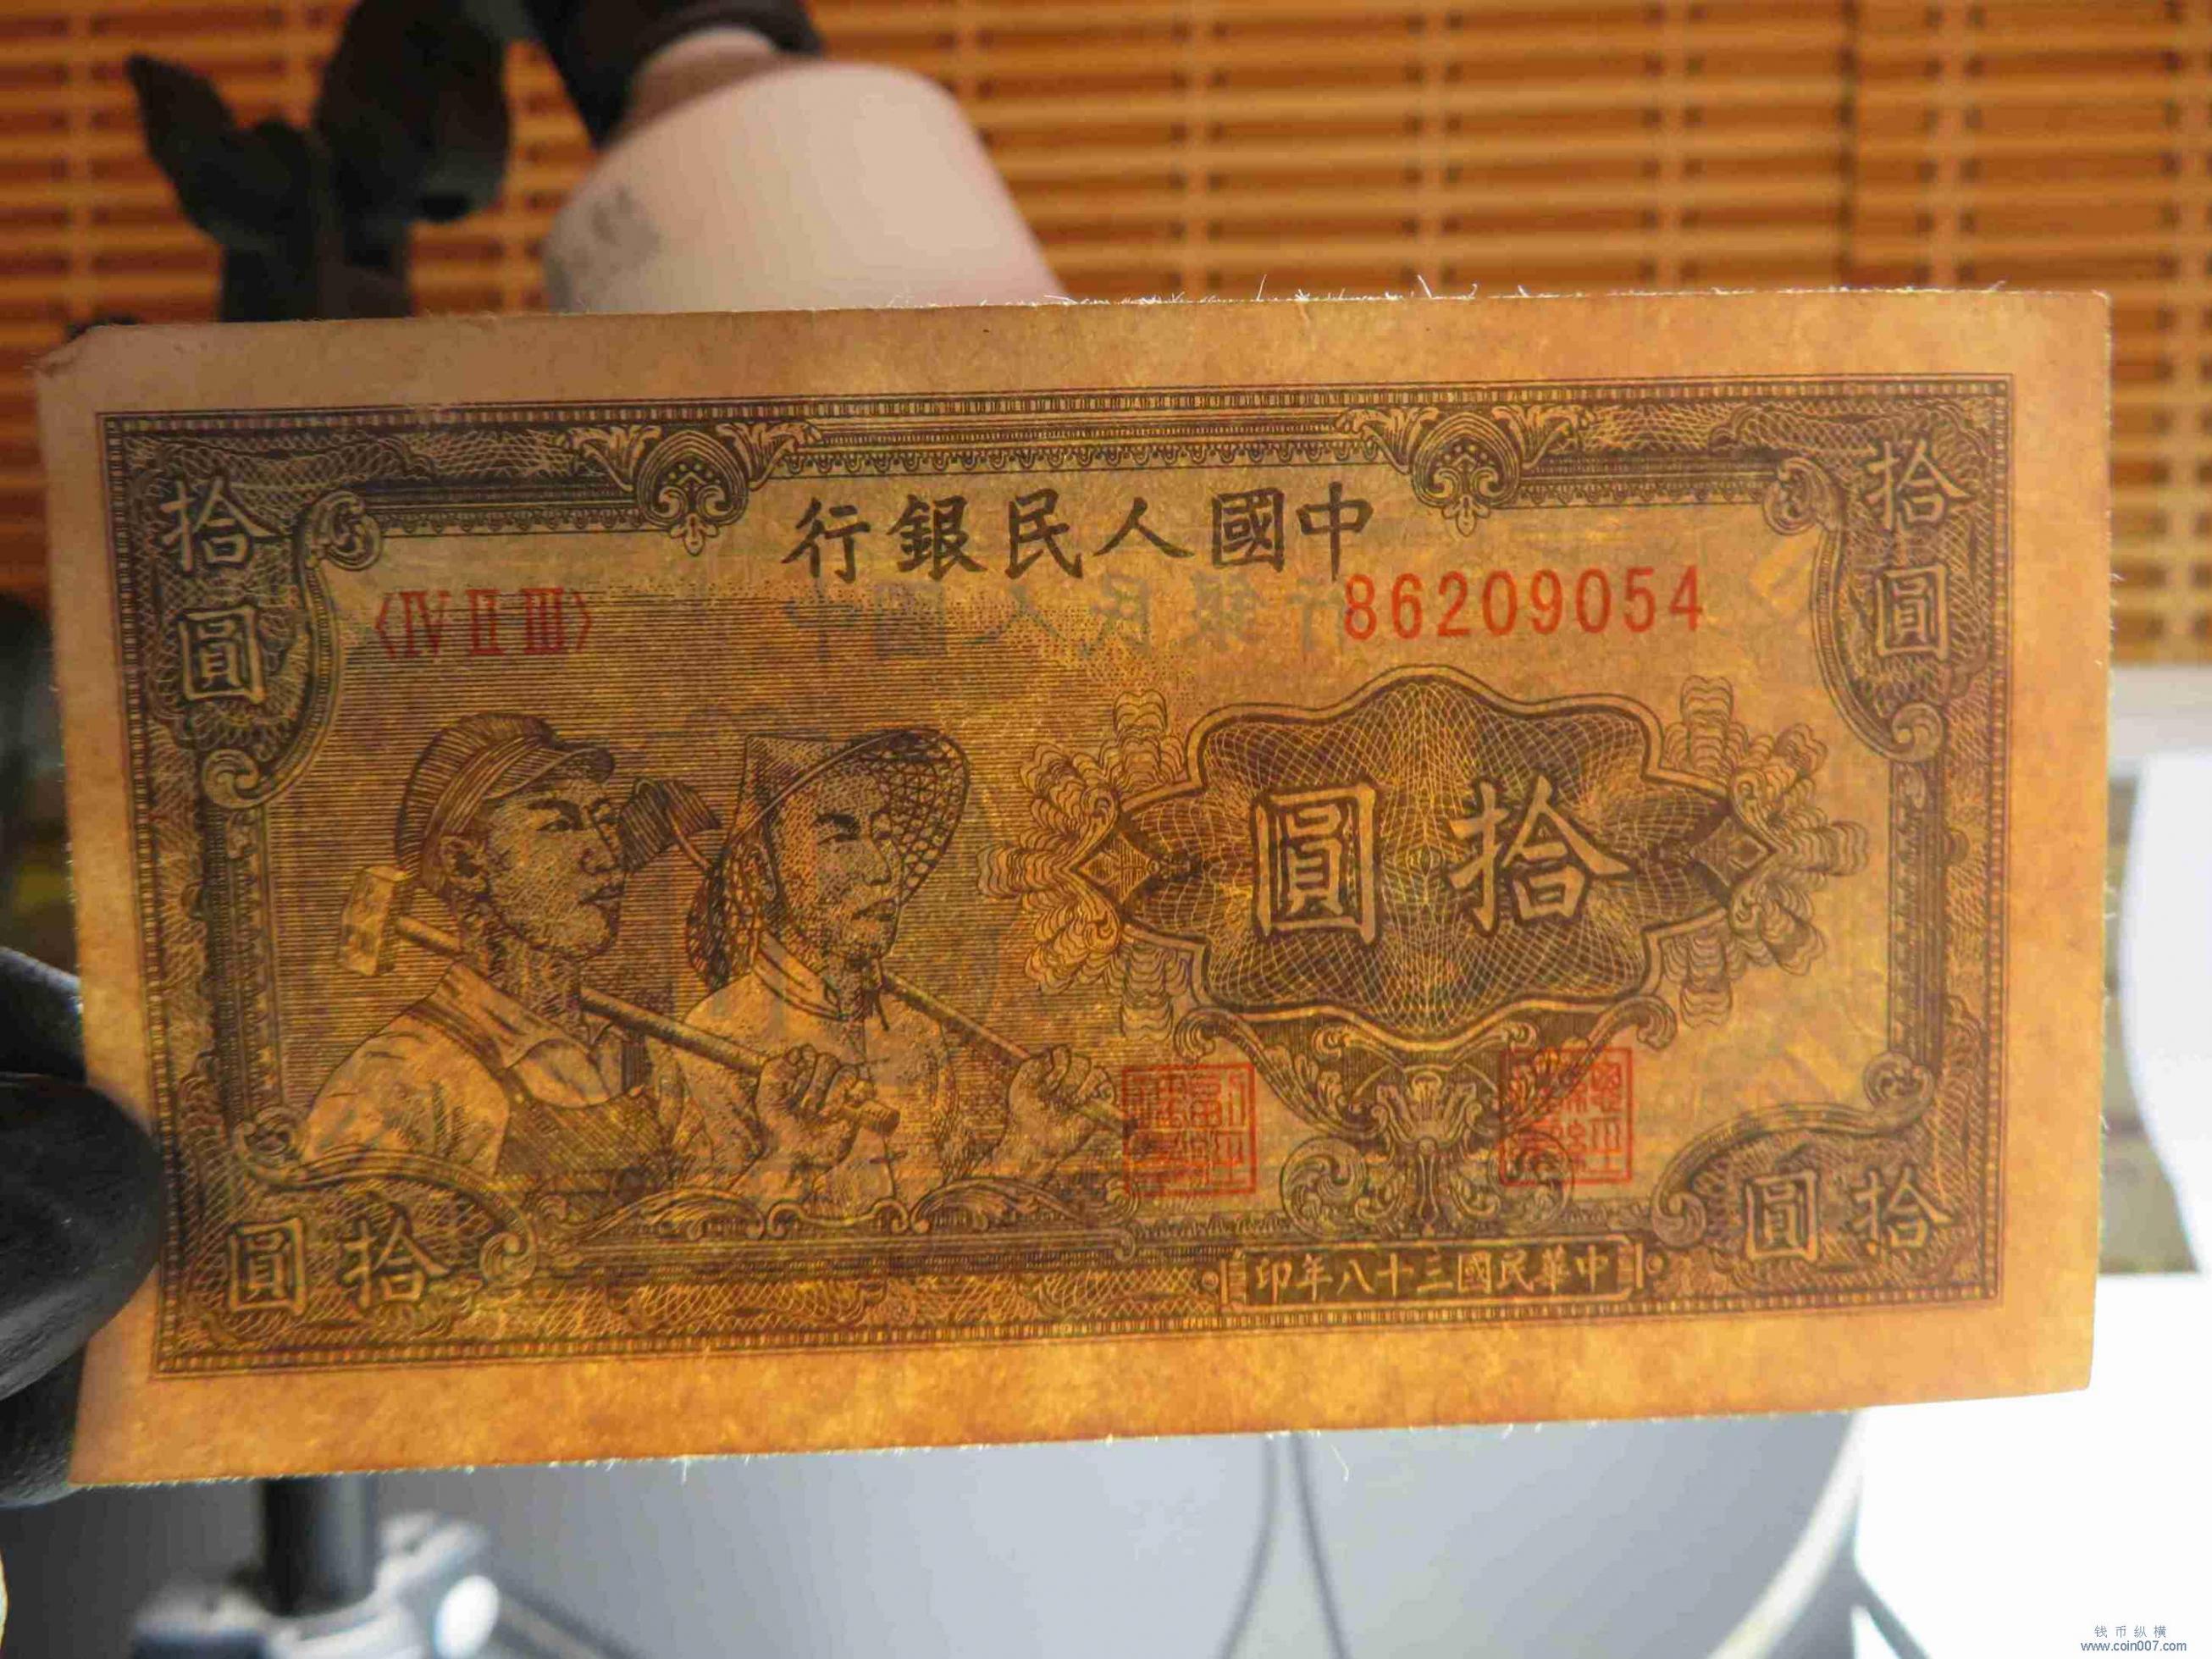 中國人民銀行
拾圓
拾圓
〈IV II III〉
86209054
拾圓
拾圓
拾圓
中華民國三十八年印
钱币纵横
www.coin007.com